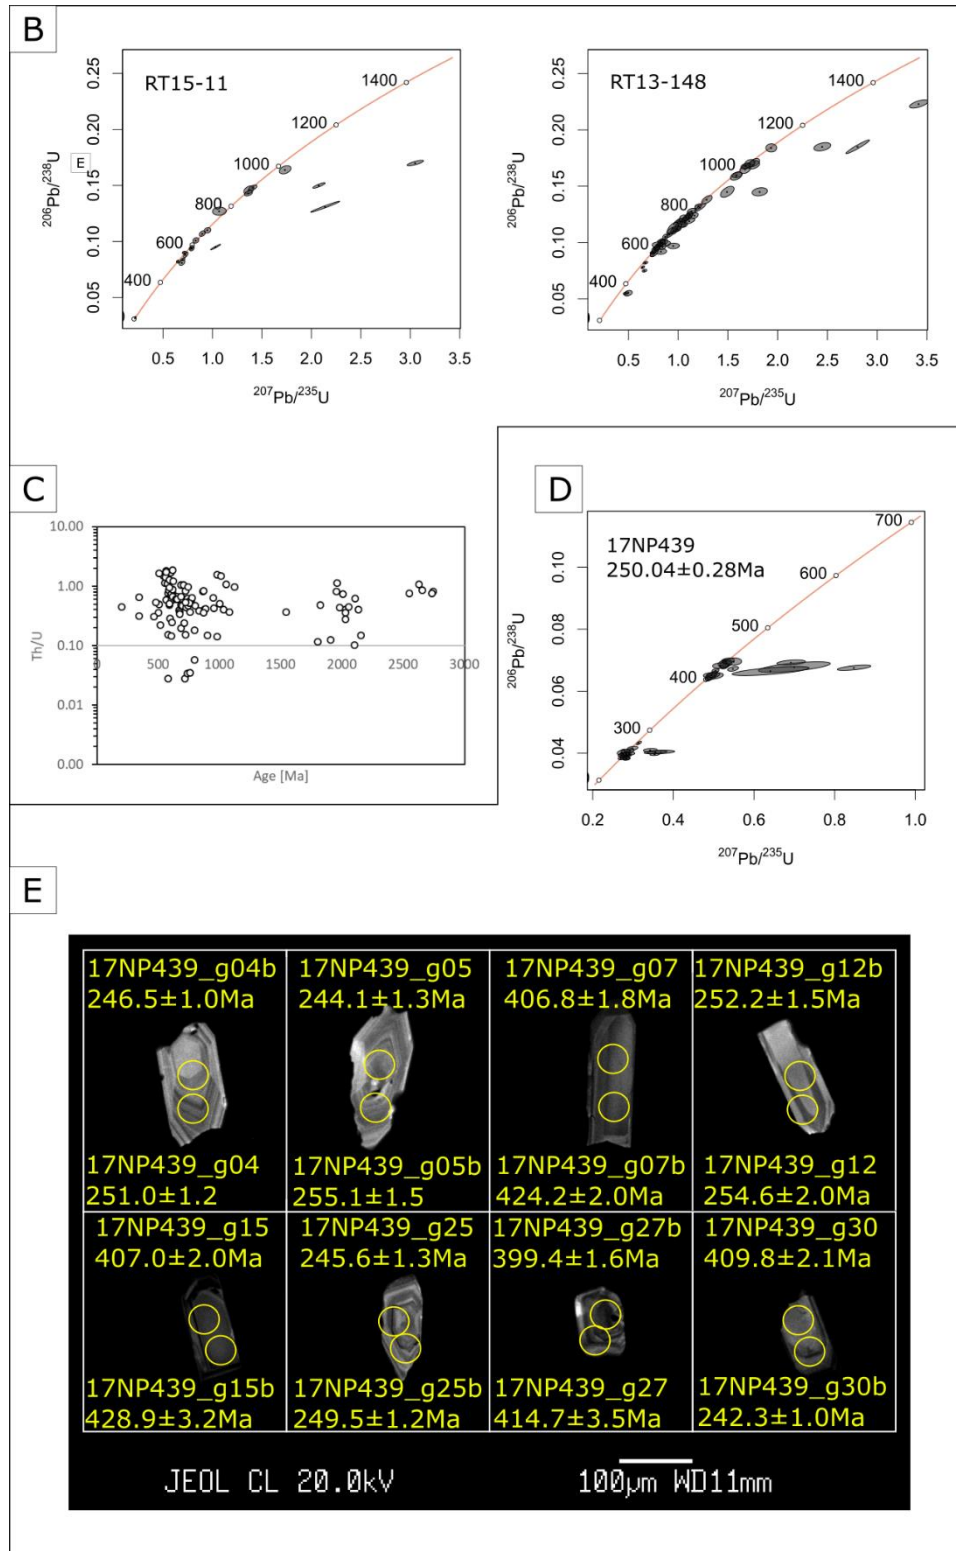 B
RT15-11
0.25
0.20
0.15
0.10
0.05
²⁰⁶Pb/²³⁸U
E
400
600
800
1000
1200
1400
0.5 1.0 1.5 2.0 2.5 3.0 3.5
²⁰⁷Pb/²³⁵U
RT13-148
0.25
0.20
0.15
0.10
0.05
²⁰⁶Pb/²³⁸U
400
600
800
1000
1200
1400
0.5 1.0 1.5 2.0 2.5 3.0 3.5
²⁰⁷Pb/²³⁵U
C
10.00
1.00
0.10
0.01
0.00
Th/U
0 500 1000 1500 2000 2500 3000
Age [Ma]
D
17NP439
250.04±0.28Ma
0.10
0.08
0.06
0.04
²⁰⁶Pb/²³⁸U
300
400
500
600
700
0.2 0.4 0.6 0.8 1.0
²⁰⁷Pb/²³⁵U
E
17NP439_g04b
246.5±1.0Ma
17NP439_g04
251.0±1.2
17NP439_g05
244.1±1.3Ma
17NP439_g05b
255.1±1.5
17NP439_g07
406.8±1.8Ma
17NP439_g07b
424.2±2.0Ma
17NP439_g12b
252.2±1.5Ma
17NP439_g12
254.6±2.0Ma
17NP439_g15
407.0±2.0Ma
17NP439_g15b
428.9±3.2Ma
17NP439_g25
245.6±1.3Ma
17NP439_g25b
249.5±1.2Ma
17NP439_g27b
399.4±1.6Ma
17NP439_g27
414.7±3.5Ma
17NP439_g30
409.8±2.1Ma
17NP439_g30b
242.3±1.0Ma
JEOL CL 20.0kV 100µm WD11mm